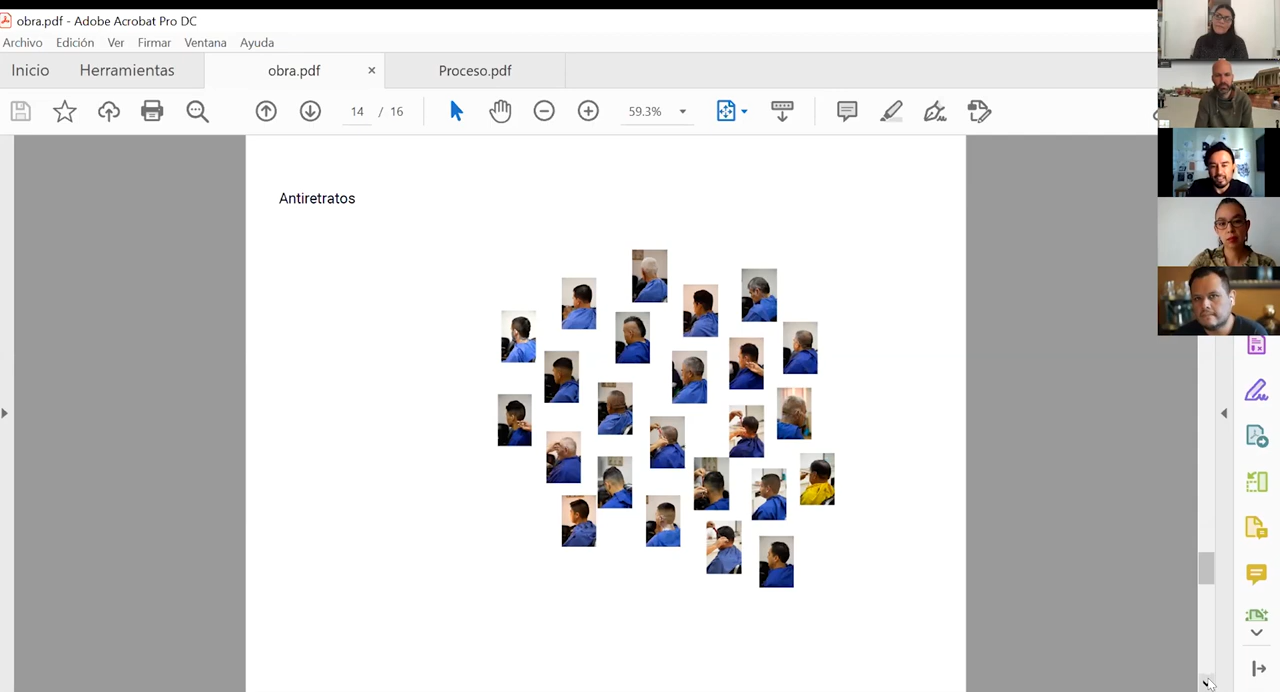 obra.pdf - Adobe Acrobat Pro DC
Archivo Edición Ver Firmar Ventana Ayuda
Inicio Herramientas obra.pdf × Proceso.pdf
14 / 16 59.3%
Antiretratos